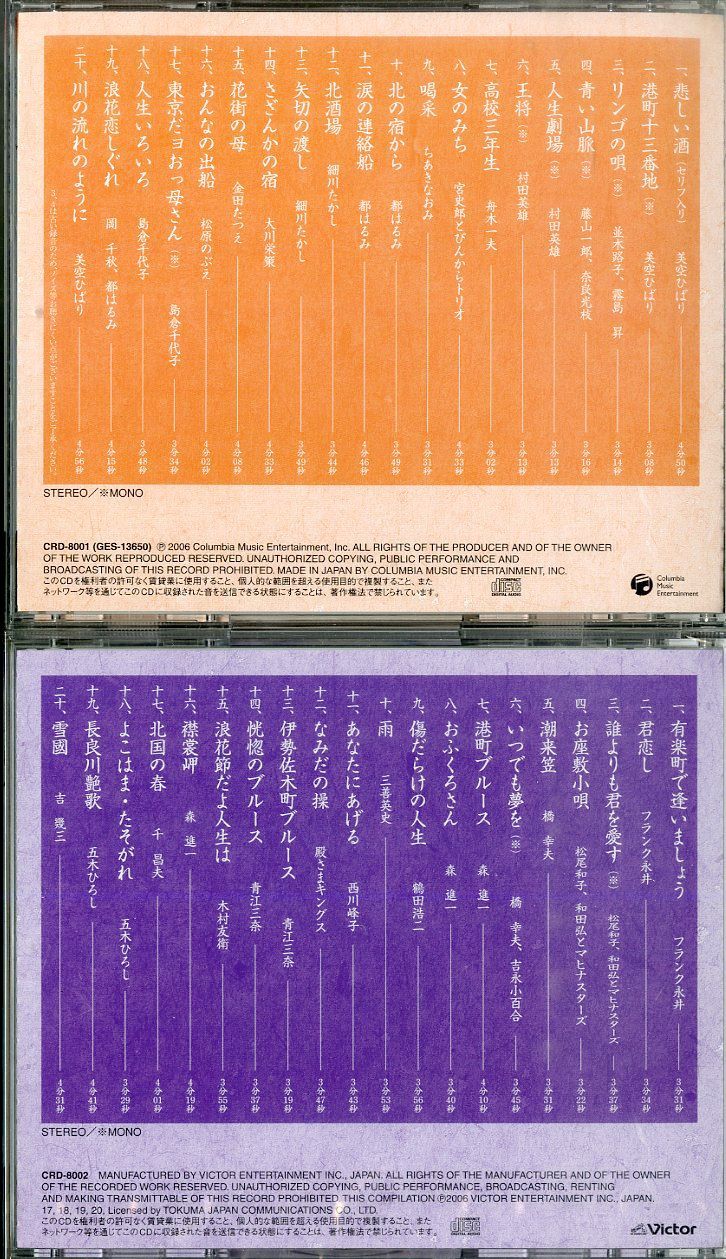 一、悲しい酒（セリフ入り） 美空ひばり 4分50秒
二、港町十三番地（※） 美空ひばり 3分08秒
三、リンゴの唄（※） 並木路子、霧島 昇 3分14秒
四、青い山脈（※） 藤山一郎、奈良光枝 3分16秒
五、人生劇場（※） 村田英雄 3分13秒
六、王将（※） 村田英雄 3分13秒
七、高校三年生 舟木一夫 3分02秒
八、女のみち 宮史郎とぴんからトリオ 4分33秒
九、喝采 ちあきなおみ 3分31秒
十、北の宿から 都はるみ 3分49秒
十一、涙の連絡船 都はるみ 4分46秒
十二、北酒場 細川たかし 3分44秒
十三、矢切の渡し 細川たかし 3分49秒
十四、さざんかの宿 大川栄策 4分33秒
十五、花街の母 金田たつえ 4分08秒
十六、おんなの出船 松原のぶえ 4分02秒
十七、東京だヨおっ母さん（※） 島倉千代子 3分34秒
十八、人生いろいろ 島倉千代子 3分48秒
十九、浪花恋しぐれ 岡 千秋、都はるみ 4分15秒
二十、川の流れのように 美空ひばり 4分56秒
STEREO／※MONO
CRD-8001 (GES-13650) ℗ 2006 Columbia Music Entertainment, Inc. ALL RIGHTS OF THE PRODUCER AND OF THE OWNER
OF THE WORK REPRODUCED RESERVED. UNAUTHORIZED COPYING, PUBLIC PERFORMANCE AND
BROADCASTING OF THIS RECORD PROHIBITED. MADE IN JAPAN BY COLUMBIA MUSIC ENTERTAINMENT, INC.
このCDを権利者の許可なく賃貸業に使用すること、個人的な範囲を超える使用目的で複製すること、また
ネットワーク等を通じてこのCDに収録された音を送信できる状態にすることは、著作権法で禁じられています。
COMPACT
disc
DIGITAL AUDIO
Columbia
Music
Entertainment
一、有楽町で逢いましょう フランク永井 3分31秒
二、君恋し フランク永井 3分34秒
三、誰よりも君を愛す（※） 松尾和子、和田弘とマヒナスターズ 3分37秒
四、お座敷小唄 松尾和子、和田弘とマヒナスターズ 3分22秒
五、潮来笠 橋 幸夫 3分31秒
六、いつでも夢を（※） 橋 幸夫、吉永小百合 3分45秒
七、港町ブルース 森 進一 4分10秒
八、おふくろさん 森 進一 3分40秒
九、傷だらけの人生 鶴田浩二 3分56秒
十、雨 三善英史 3分53秒
十一、あなたにあげる 西川峰子 3分43秒
十二、なみだの操 殿さまキングス 3分47秒
十三、伊勢佐木町ブルース 青江三奈 3分19秒
十四、恍惚のブルース 青江三奈 3分37秒
十五、浪花節だよ人生は 木村友衛 3分55秒
十六、襟裳岬 森 進一 4分19秒
十七、北国の春 千 昌夫 4分01秒
十八、よこはま・たそがれ 五木ひろし 3分29秒
十九、長良川艶歌 五木ひろし 4分41秒
二十、雪國 吉 幾三 4分31秒
STEREO／※MONO
CRD-8002 MANUFACTURED BY VICTOR ENTERTAINMENT INC., JAPAN. ALL RIGHTS OF THE MANUFACTURER AND OF THE OWNER
OF THE RECORDED WORK RESERVED. UNAUTHORIZED COPYING, PUBLIC PERFORMANCE, BROADCASTING, RENTING
AND MAKING TRANSMITTABLE OF THIS RECORD PROHIBITED. THIS COMPILATION ℗2006 VICTOR ENTERTAINMENT INC., JAPAN.
17, 18, 19, 20, Licensed by TOKUMA JAPAN COMMUNICATIONS CO., LTD.
このCDを権利者の許可なく賃貸業に使用すること、個人的な範囲を超える使用目的で複製すること、また
ネットワーク等を通じてこのCDに収録された音を送信できる状態にすることは、著作権法で禁じられています。
COMPACT
disc
DIGITAL AUDIO
Victor